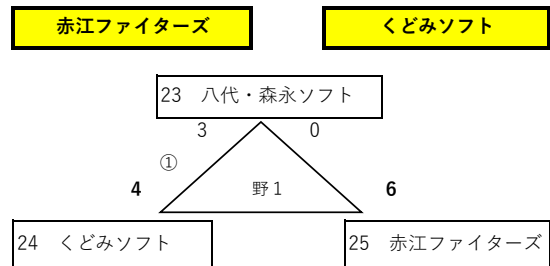 赤江ファイターズ
くどみソフト
23 八代・森永ソフト
3 0
①
4 野１ 6
24 くどみソフト
25 赤江ファイターズ